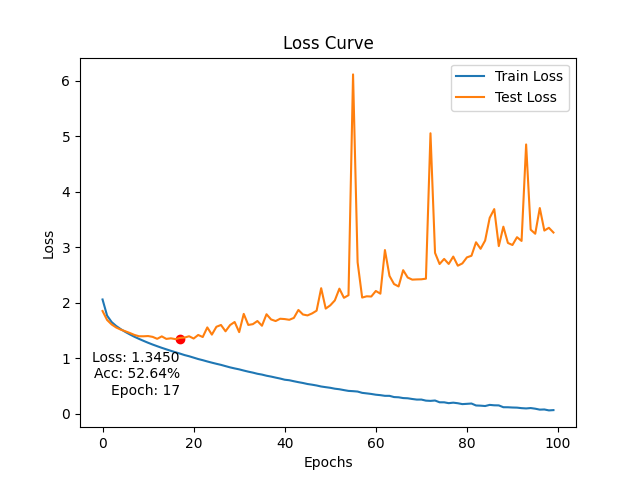 Loss Curve
Train Loss
Test Loss
6
5
4
3
2
1
0
Loss
Loss: 1.3450
Acc: 52.64%
Epoch: 17
0 20 40 60 80 100
Epochs